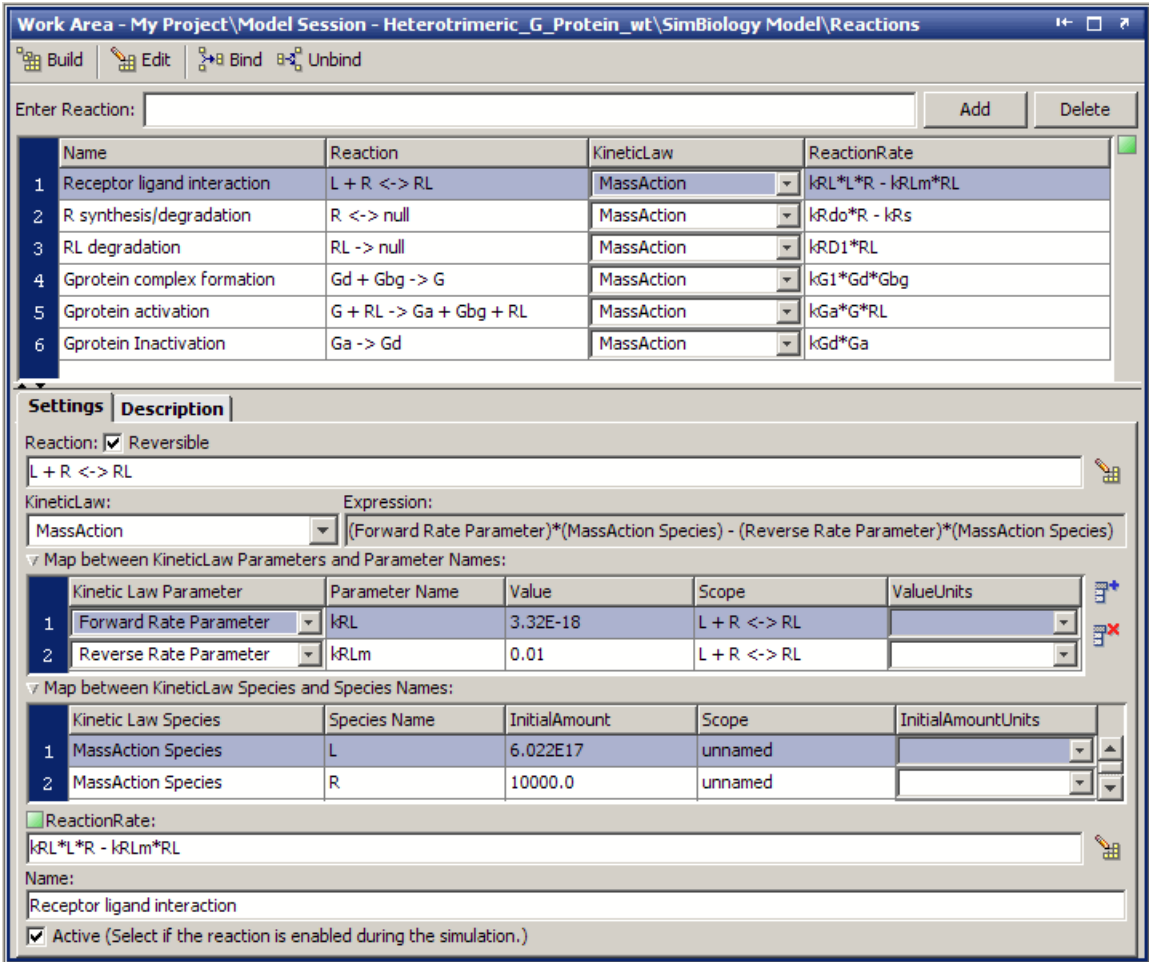 Work Area - My Project\Model Session - Heterotrimeric_G_Protein_wt\SimBiology Model\Reactions
Build Edit Bind Unbind
Enter Reaction: Add Delete
Name Reaction KineticLaw ReactionRate
1 Receptor ligand interaction L + R <-> RL MassAction kRL*L*R - kRLm*RL
2 R synthesis/degradation R <-> null MassAction kRdo*R - kRs
3 RL degradation RL -> null MassAction kRD1*RL
4 Gprotein complex formation Gd + Gbg -> G MassAction kG1*Gd*Gbg
5 Gprotein activation G + RL -> Ga + Gbg + RL MassAction kGa*G*RL
6 Gprotein Inactivation Ga -> Gd MassAction kGd*Ga
Settings Description
Reaction: Reversible
L + R <-> RL
KineticLaw: Expression:
MassAction (Forward Rate Parameter)*(MassAction Species) - (Reverse Rate Parameter)*(MassAction Species)
Map between KineticLaw Parameters and Parameter Names:
Kinetic Law Parameter Parameter Name Value Scope ValueUnits
1 Forward Rate Parameter kRL 3.32E-18 L + R <-> RL
2 Reverse Rate Parameter kRLm 0.01 L + R <-> RL
Map between KineticLaw Species and Species Names:
Kinetic Law Species Species Name InitialAmount Scope InitialAmountUnits
1 MassAction Species L 6.022E17 unnamed
2 MassAction Species R 10000.0 unnamed
ReactionRate:
kRL*L*R - kRLm*RL
Name:
Receptor ligand interaction
Active (Select if the reaction is enabled during the simulation.)